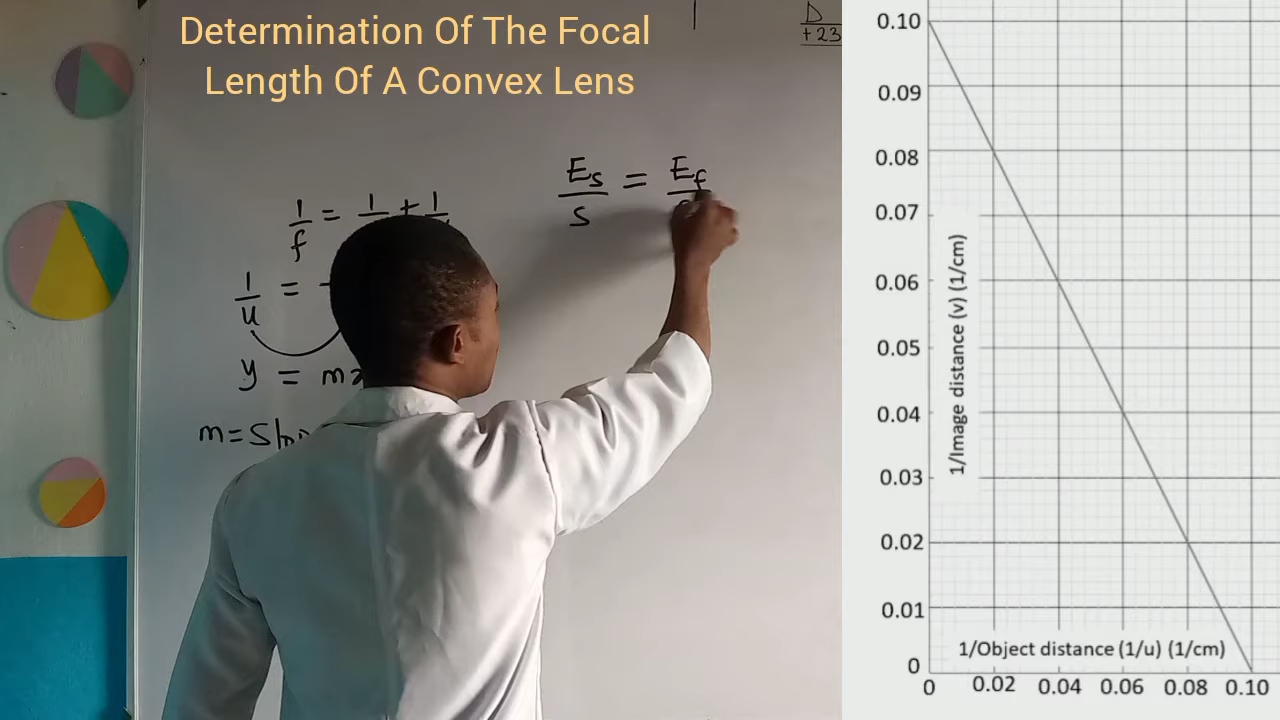 Determination Of The Focal
Length Of A Convex Lens
D
+23
Es/s = Ef/
1/f = 1/ + 1/
1/u = -
y = m
m = Slo
0.10
0.09
0.08
0.07
0.06
0.05
0.04
0.03
0.02
0.01
0
1/Image distance (v) (1/cm)
1/Object distance (1/u) (1/cm)
0 0.02 0.04 0.06 0.08 0.10